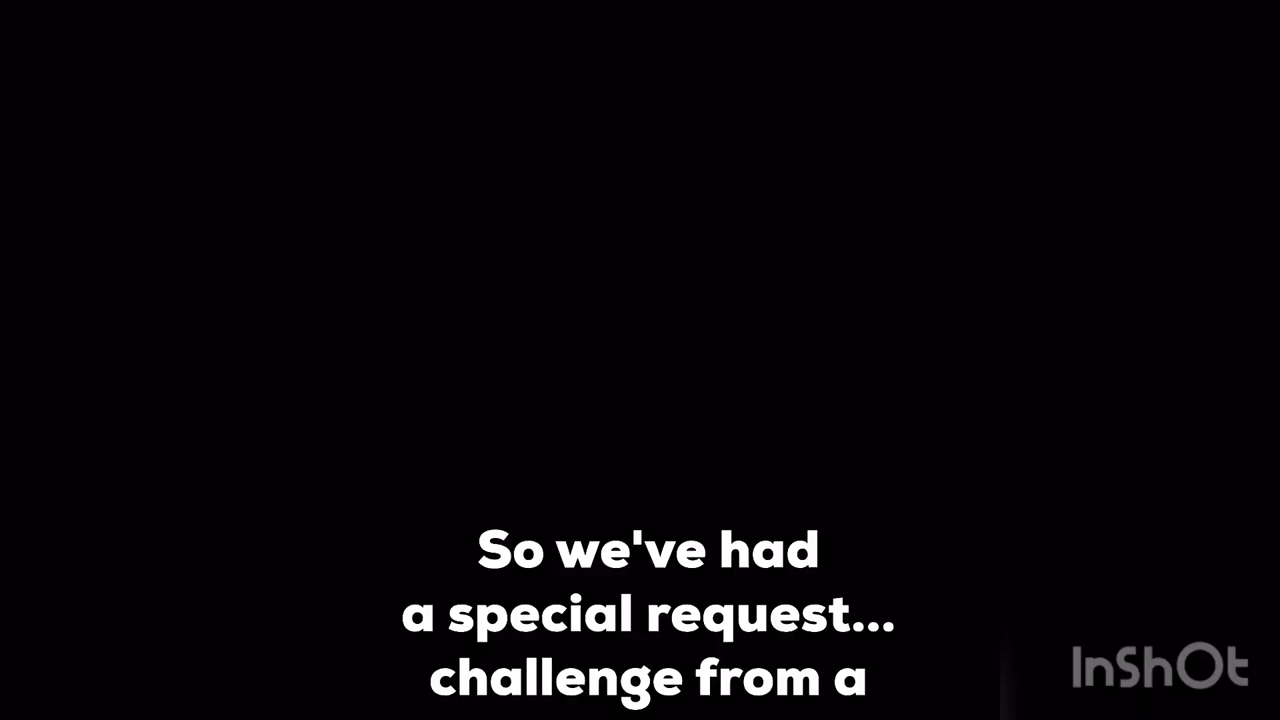 So we've had
a special request...
challenge from a
InShOt